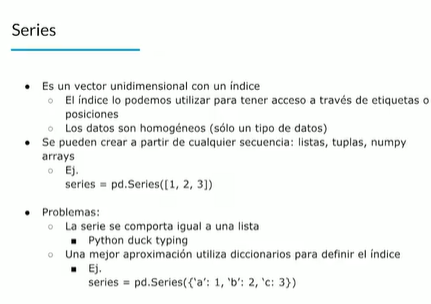 Series
● Es un vector unidimensional con un índice
○ El índice lo podemos utilizar para tener acceso a través de etiquetas o
posiciones
○ Los datos son homogéneos (sólo un tipo de datos)
● Se pueden crear a partir de cualquier secuencia: listas, tuplas, numpy
arrays
○ Ej.
series = pd.Series([1, 2, 3])
● Problemas:
○ La serie se comporta igual a una lista
■ Python duck typing
○ Una mejor aproximación utiliza diccionarios para definir el índice
■ Ej.
series = pd.Series({‘a’: 1, ‘b’: 2, ‘c: 3})